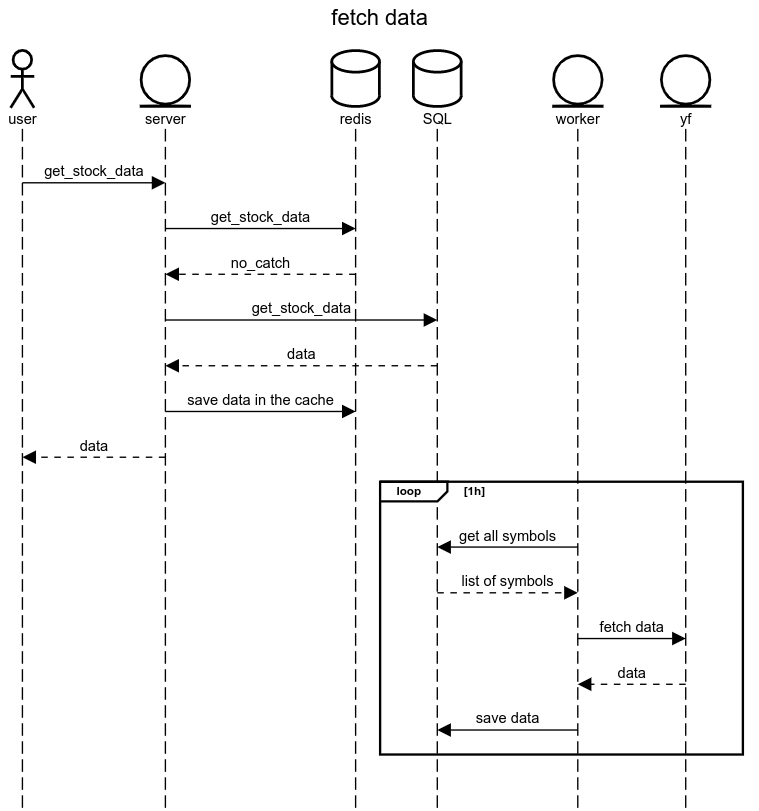 fetch data
user
server
redis
SQL
worker
yf
get_stock_data
get_stock_data
no_catch
get_stock_data
data
save data in the cache
data
loop
[1h]
get all symbols
list of symbols
fetch data
data
save data